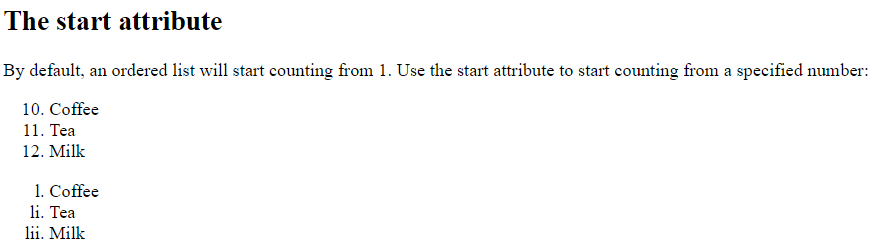 The start attribute
By default, an ordered list will start counting from 1. Use the start attribute to start counting from a specified number:
10. Coffee
11. Tea
12. Milk
l. Coffee
li. Tea
lii. Milk